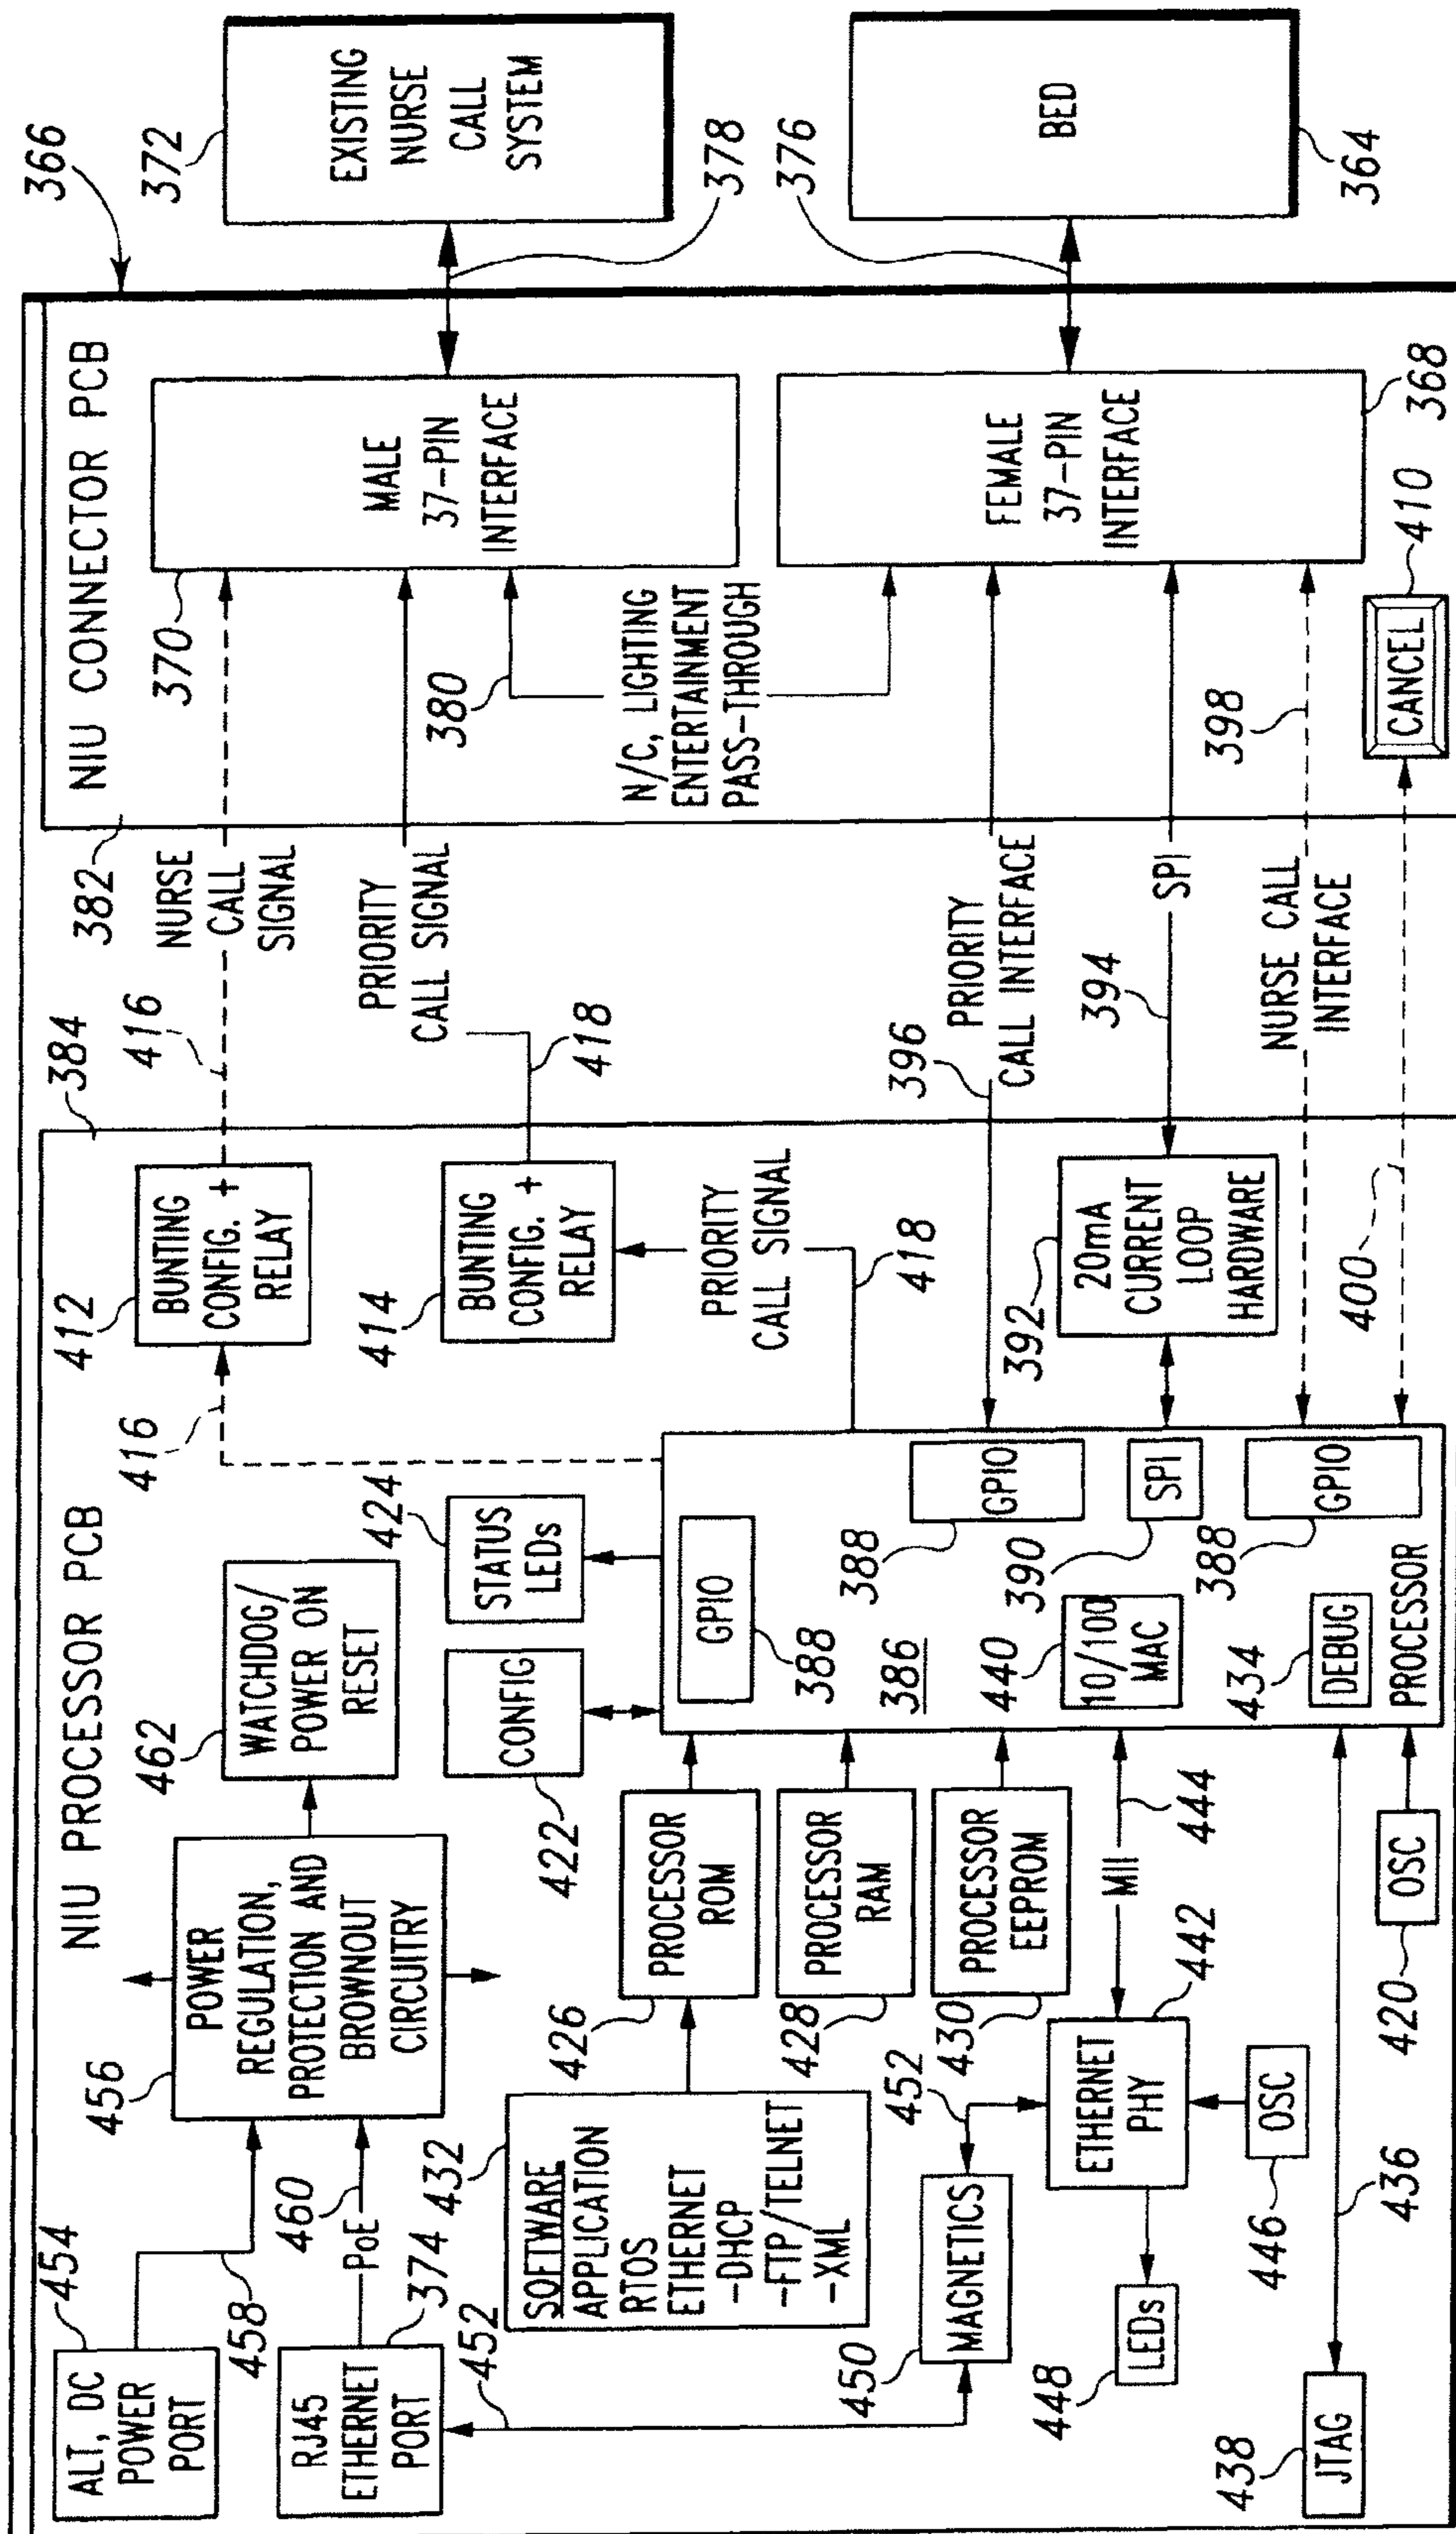 366
NIU CONNECTOR PCB
382
372
EXISTING
NURSE
CALL
SYSTEM
378
376
BED
364
MALE
37-PIN
INTERFACE
370
380
N/C, LIGHTING
ENTERTAINMENT
PASS-THROUGH
FEMALE
37-PIN
INTERFACE
368
CANCEL
410
398
NURSE
CALL
SIGNAL
416
PRIORITY
CALL SIGNAL
418
PRIORITY
CALL INTERFACE
396
SPI
394
NURSE CALL
INTERFACE
400
384
NIU PROCESSOR PCB
BUNTING
CONFIG. +
RELAY
412
416
BUNTING
CONFIG. +
RELAY
414
PRIORITY
CALL SIGNAL
418
20mA
CURRENT
LOOP
HARDWARE
392
STATUS
LEDs
424
CONFIG
422
WATCHDOG/
POWER ON
RESET
462
GPIO
388
386
GPIO
388
SPI
390
GPIO
388
10/100
MAC
440
DEBUG
434
PROCESSOR
POWER
REGULATION,
PROTECTION AND
BROWNOUT
CIRCUITRY
456
PROCESSOR
ROM
426
PROCESSOR
RAM
428
PROCESSOR
EEPROM
430
MII
444
ETHERNET
PHY
442
OSC
446
OSC
420
436
ALT, DC
POWER
PORT
454
458
460
PoE
RJ45
ETHERNET
PORT
374
452
SOFTWARE
APPLICATION
RTOS
ETHERNET
-DHCP
-FTP/TELNET
-XML
432
452
MAGNETICS
450
LEDs
448
JTAG
438